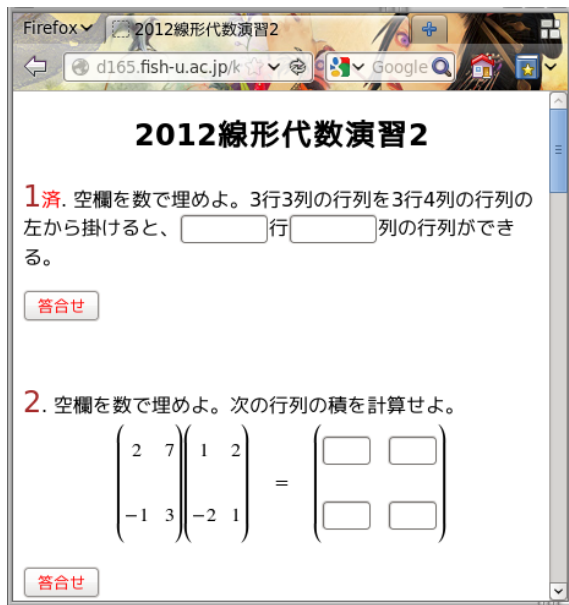 Firefox
2012線形代数演習2
d165.fish-u.ac.jp/k
Google
2012線形代数演習2
1済. 空欄を数で埋めよ。3行3列の行列を3行4列の行列の
左から掛けると、 行 列の行列ができ
る。
答合せ
2. 空欄を数で埋めよ。次の行列の積を計算せよ。
2 7 1 2
=
−1 3 −2 1
答合せ